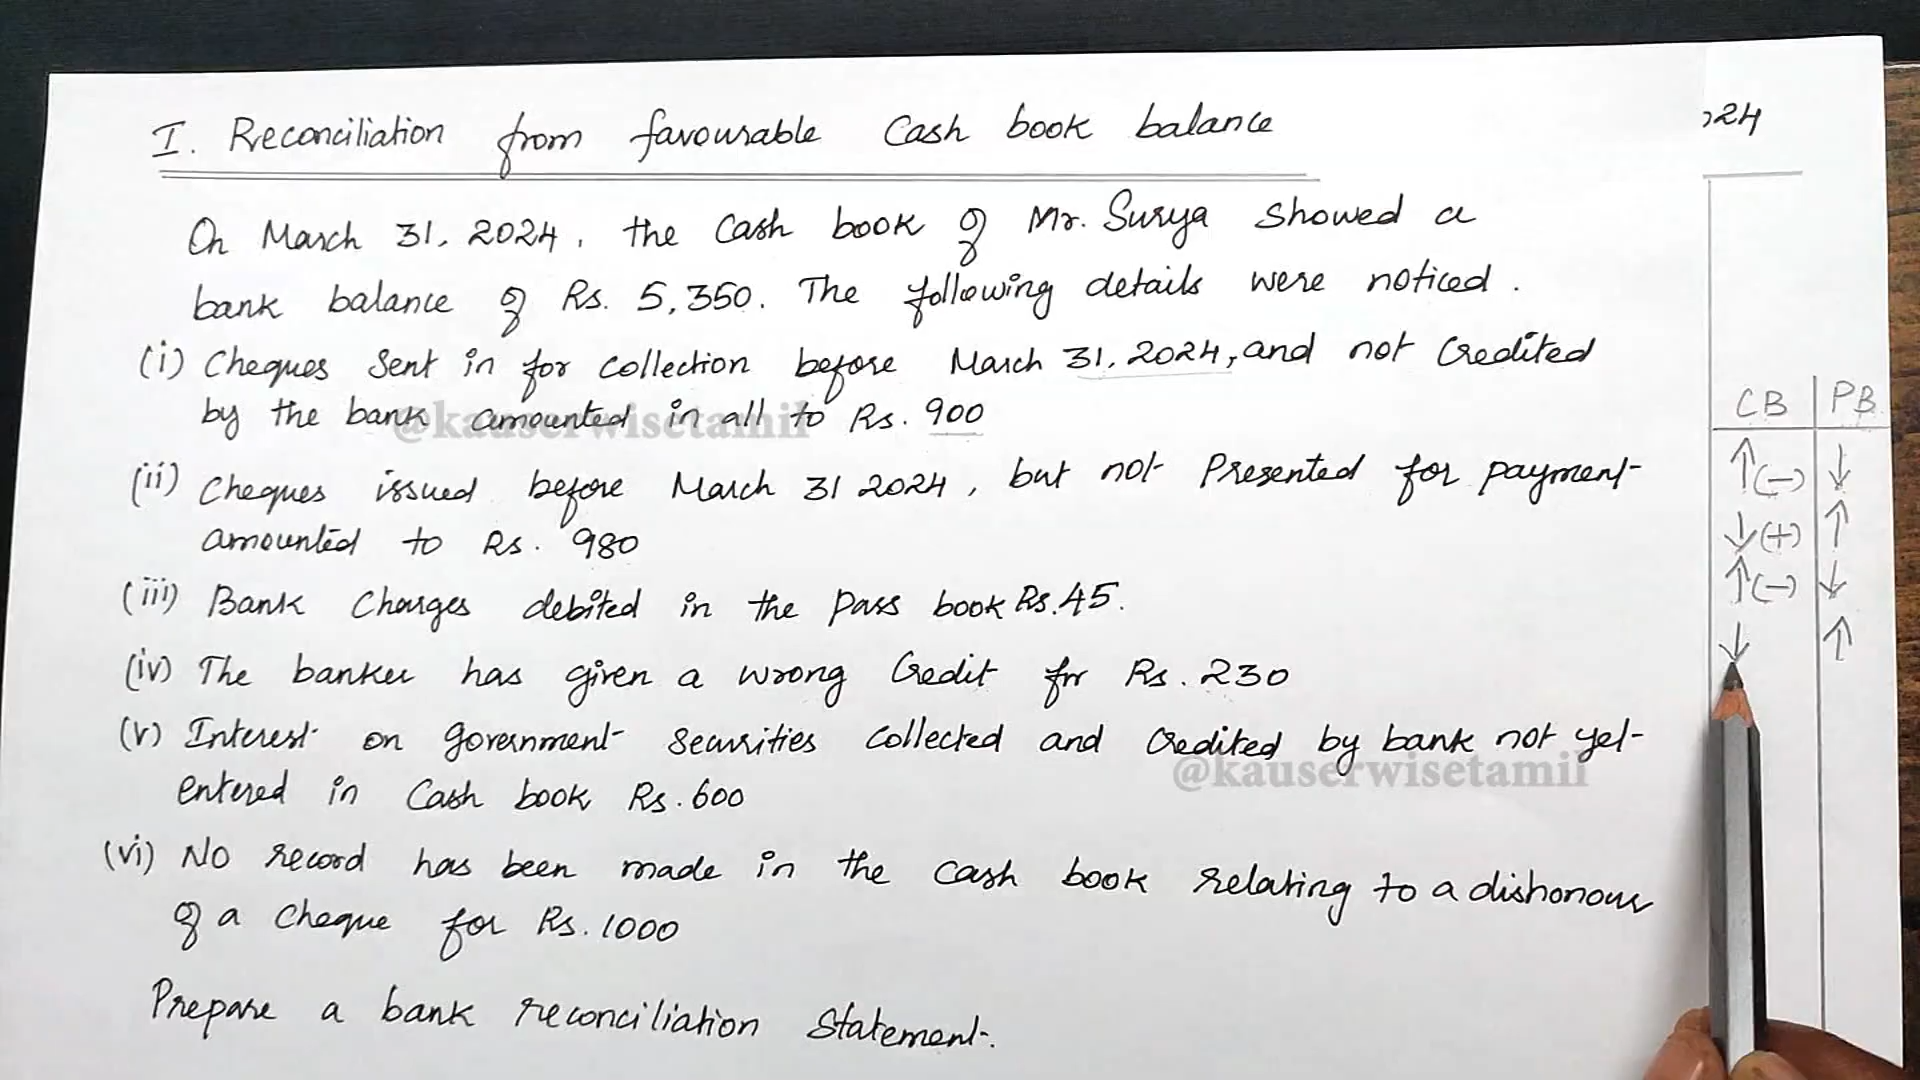 I. Reconciliation from favourable Cash book balance
On March 31, 2024, the Cash book of Mr. Surya showed a
bank balance of Rs. 5,350. The following details were noticed.
(i) Cheques sent in for collection before March 31, 2024, and not credited
by the bank amounted in all to Rs. 900
@kauserwisetamil
(ii) Cheques issued before March 31 2024, but not presented for payment
amounted to Rs. 980
(iii) Bank charges debited in the pass book Rs. 45.
(iv) The banker has given a wrong credit for Rs. 230
(v) Interest on government securities collected and credited by bank not yet
entered in Cash book Rs. 600
@kauserwisetamil
(vi) No record has been made in the cash book relating to a dishonour
of a cheque for Rs. 1000
Prepare a bank reconciliation statement.
024
CB PB
↑(-) ↓
↓(+) ↑
↑(-) ↓
↓ ↑